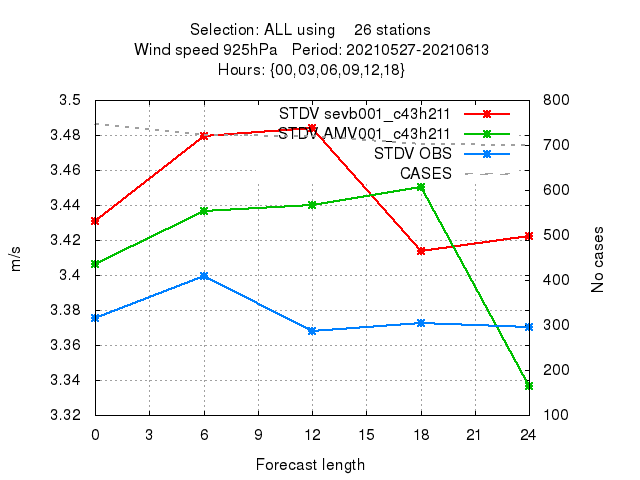 Selection: ALL using 26 stations
Wind speed 925hPa Period: 20210527-20210613
Hours: {00,03,06,09,12,18}
3.5
3.48
3.46
3.44
3.42
3.4
3.38
3.36
3.34
3.32
800
700
600
500
400
300
200
100
STDV sevb001_c43h211
STDV AMV001_c43h211
STDV OBS
CASES
m/s
No cases
0 3 6 9 12 15 18 21 24
Forecast length